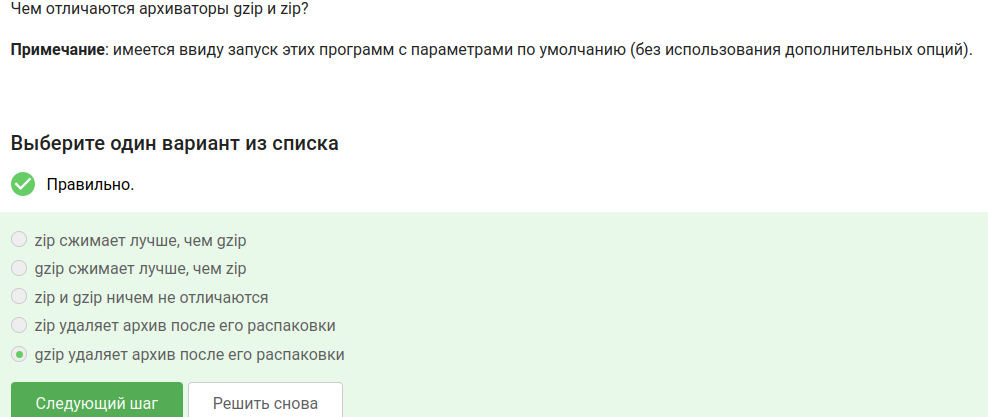 Чем отличаются архиваторы gzip и zip?
Примечание: имеется ввиду запуск этих программ с параметрами по умолчанию (без использования дополнительных опций).
Выберите один вариант из списка
Правильно.
zip сжимает лучше, чем gzip
gzip сжимает лучше, чем zip
zip и gzip ничем не отличаются
zip удаляет архив после его распаковки
gzip удаляет архив после его распаковки
Следующий шаг
Решить снова